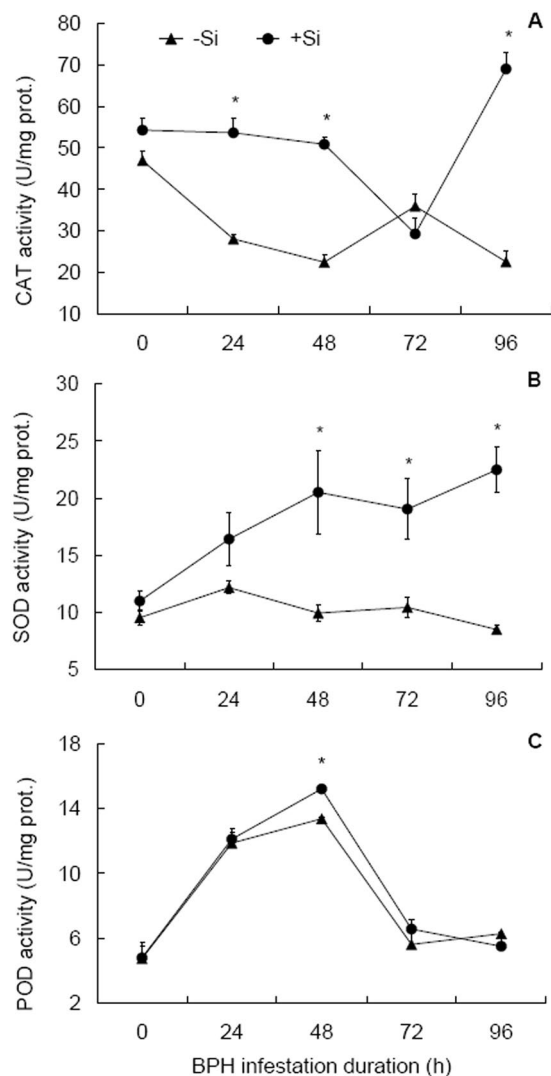 A
-Si +Si
CAT activity (U/mg prot.)
80
70
60
50
40
30
20
10
*
*
*
0 24 48 72 96
B
SOD activity (U/mg prot.)
30
25
20
15
10
5
*
*
*
0 24 48 72 96
C
POD activity (U/mg prot.)
18
14
10
6
2
*
0 24 48 72 96
BPH infestation duration (h)